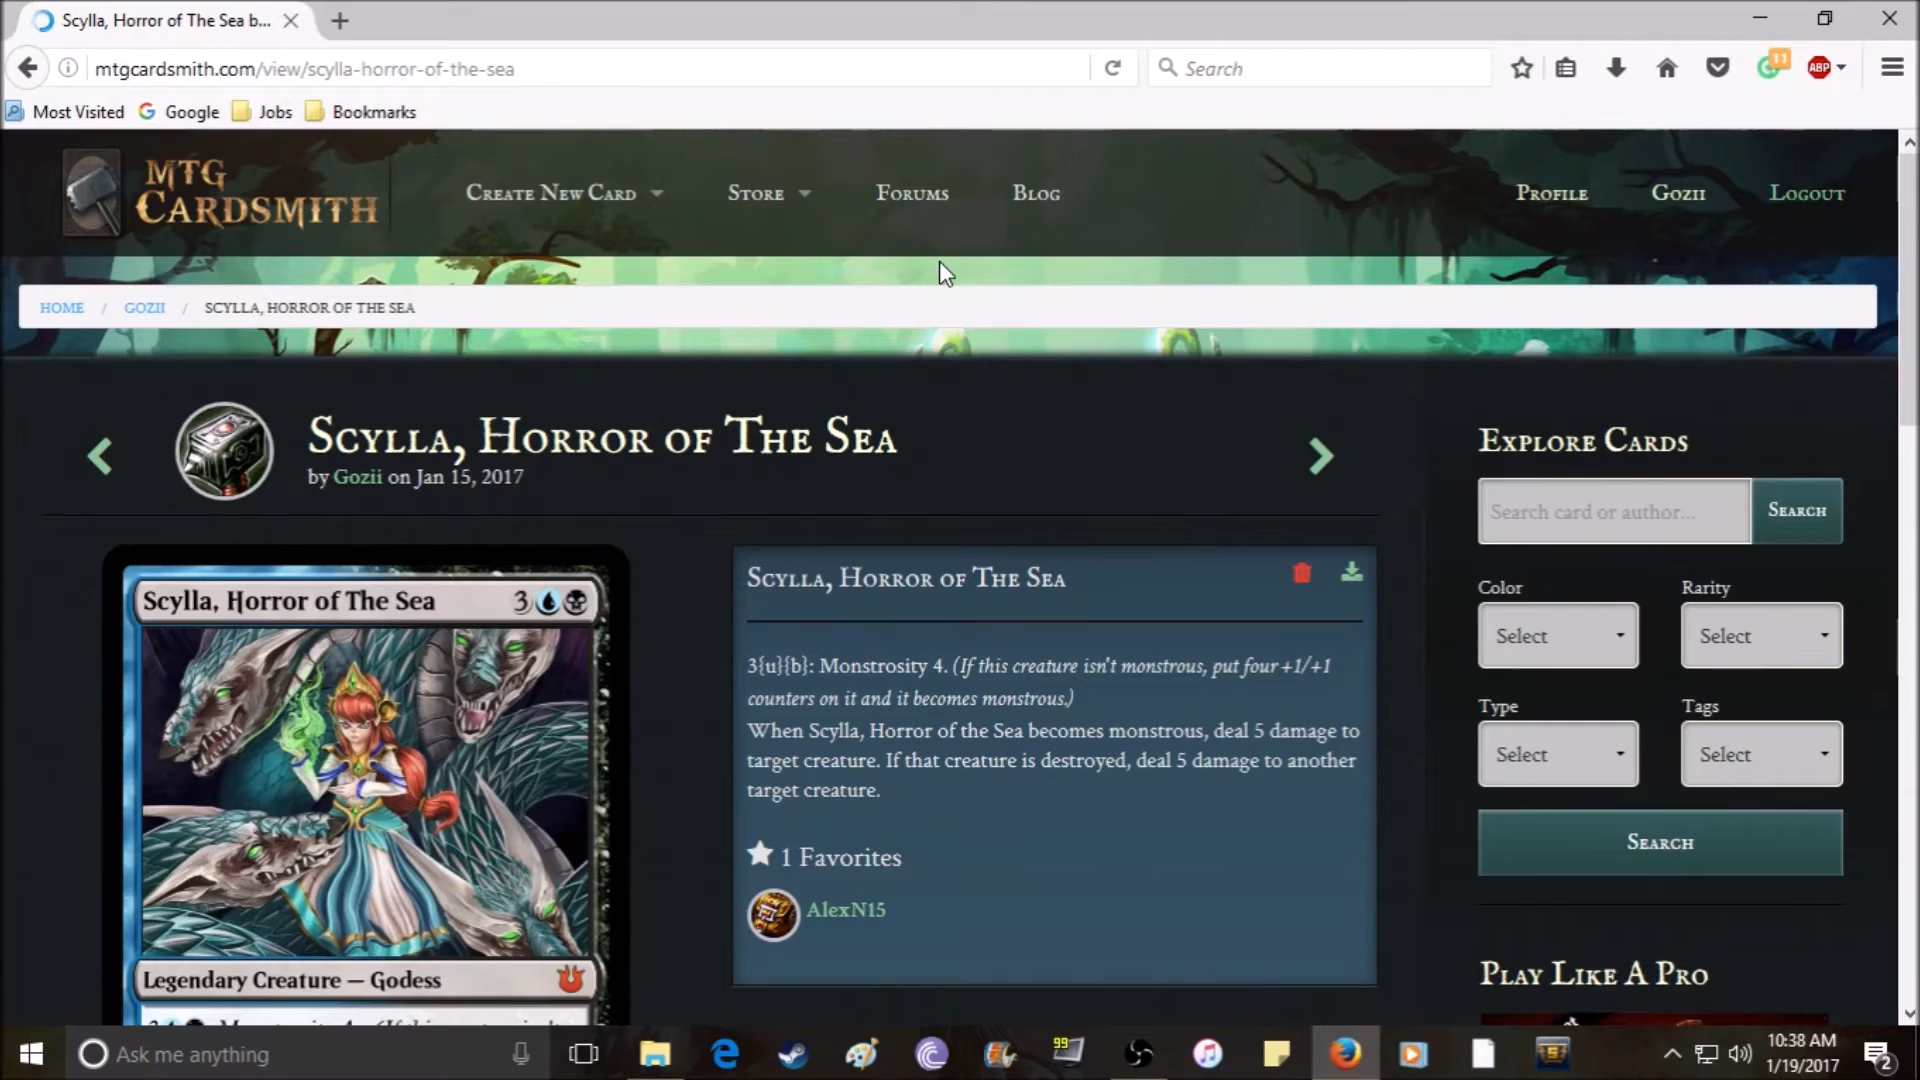 Scylla, Horror of The Sea b...
mtgcardsmith.com/view/scylla-horror-of-the-sea
Search
11
ABP
Most Visited
Google
Jobs
Bookmarks
MTG
CARDSMITH
CREATE NEW CARD
STORE
FORUMS
BLOG
PROFILE
GOZII
LOGOUT
HOME / GOZII / SCYLLA, HORROR OF THE SEA
SCYLLA, HORROR OF THE SEA
by Gozii on Jan 15, 2017
Scylla, Horror of The Sea 3
Legendary Creature — Godess
SCYLLA, HORROR OF THE SEA
3{u}{b}: Monstrosity 4. (If this creature isn't monstrous, put four +1/+1
counters on it and it becomes monstrous.)
When Scylla, Horror of the Sea becomes monstrous, deal 5 damage to
target creature. If that creature is destroyed, deal 5 damage to another
target creature.
1 Favorites
AlexN15
EXPLORE CARDS
Search card or author...
SEARCH
Color
Rarity
Select
Select
Type
Tags
Select
Select
SEARCH
PLAY LIKE A PRO
Ask me anything
99
10:38 AM
1/19/2017
2